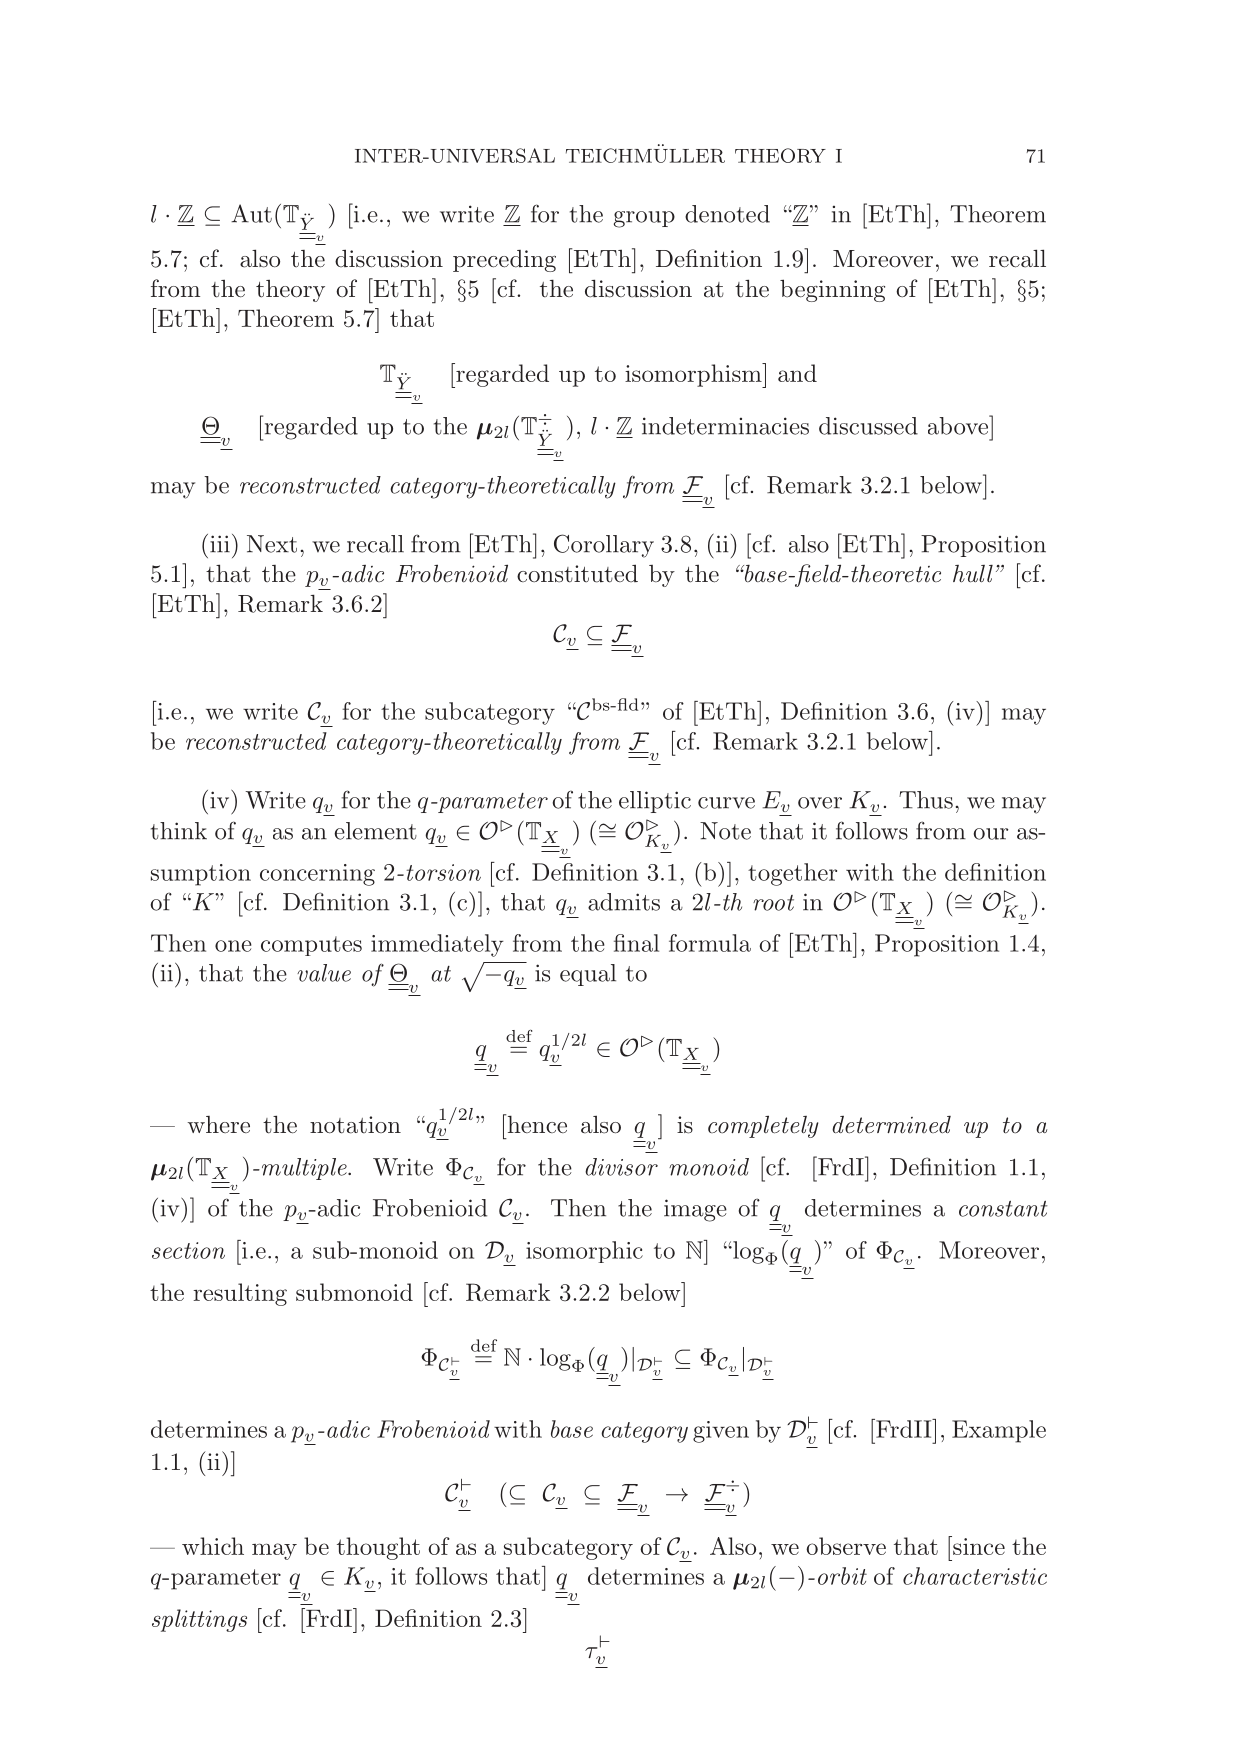 INTER-UNIVERSAL TEICHMÜLLER THEORY I 71
$l \cdot \underline{\mathbb{Z}} \subseteq \mathrm{Aut}(\mathbb{T}_{\underline{\underline{\ddot{Y}}}_{\underline{v}}})$ [i.e., we write $\underline{\mathbb{Z}}$ for the group denoted “$\underline{\mathbb{Z}}$” in [EtTh], Theorem
5.7; cf. also the discussion preceding [EtTh], Definition 1.9]. Moreover, we recall
from the theory of [EtTh], §5 [cf. the discussion at the beginning of [EtTh], §5;
[EtTh], Theorem 5.7] that
$\mathbb{T}_{\underline{\underline{\ddot{Y}}}_{\underline{v}}}$ [regarded up to isomorphism] and
$\underline{\underline{\Theta}}_{\underline{v}}$ [regarded up to the $\boldsymbol{\mu}_{2l}(\mathbb{T}^{\div}_{\underline{\underline{\ddot{Y}}}_{\underline{v}}})$, $l \cdot \underline{\mathbb{Z}}$ indeterminacies discussed above]
may be reconstructed category-theoretically from $\underline{\underline{\mathcal{F}}}_{\underline{v}}$ [cf. Remark 3.2.1 below].
(iii) Next, we recall from [EtTh], Corollary 3.8, (ii) [cf. also [EtTh], Proposition
5.1], that the $p_{\underline{v}}$-adic Frobenioid constituted by the “base-field-theoretic hull” [cf.
[EtTh], Remark 3.6.2]
$\mathcal{C}_{\underline{v}} \subseteq \underline{\underline{\mathcal{F}}}_{\underline{v}}$
[i.e., we write $\mathcal{C}_{\underline{v}}$ for the subcategory “$\mathcal{C}^{\text{bs-fld}}$” of [EtTh], Definition 3.6, (iv)] may
be reconstructed category-theoretically from $\underline{\underline{\mathcal{F}}}_{\underline{v}}$ [cf. Remark 3.2.1 below].
(iv) Write $q_{\underline{v}}$ for the q-parameter of the elliptic curve $E_{\underline{v}}$ over $K_{\underline{v}}$. Thus, we may
think of $q_{\underline{v}}$ as an element $q_{\underline{v}} \in \mathcal{O}^{\rhd}(\mathbb{T}_{\underline{\underline{X}}_{\underline{v}}})$ ($\cong \mathcal{O}^{\rhd}_{K_{\underline{v}}}$). Note that it follows from our as-
sumption concerning 2-torsion [cf. Definition 3.1, (b)], together with the definition
of “$K$” [cf. Definition 3.1, (c)], that $q_{\underline{v}}$ admits a $2l$-th root in $\mathcal{O}^{\rhd}(\mathbb{T}_{\underline{\underline{X}}_{\underline{v}}})$ ($\cong \mathcal{O}^{\rhd}_{K_{\underline{v}}}$).
Then one computes immediately from the final formula of [EtTh], Proposition 1.4,
(ii), that the value of $\underline{\underline{\Theta}}_{\underline{v}}$ at $\sqrt{-q_{\underline{v}}}$ is equal to
$\underline{\underline{q}}_{\underline{v}} \stackrel{\mathrm{def}}{=} q_{\underline{v}}^{1/2l} \in \mathcal{O}^{\rhd}(\mathbb{T}_{\underline{\underline{X}}_{\underline{v}}})$
— where the notation “$q_{\underline{v}}^{1/2l}$” [hence also $\underline{\underline{q}}_{\underline{v}}$] is completely determined up to a
$\boldsymbol{\mu}_{2l}(\mathbb{T}_{\underline{\underline{X}}_{\underline{v}}})$-multiple. Write $\Phi_{\mathcal{C}_{\underline{v}}}$ for the divisor monoid [cf. [FrdI], Definition 1.1,
(iv)] of the $p_{\underline{v}}$-adic Frobenioid $\mathcal{C}_{\underline{v}}$. Then the image of $\underline{\underline{q}}_{\underline{v}}$ determines a constant
section [i.e., a sub-monoid on $\mathcal{D}_{\underline{v}}$ isomorphic to $\mathbb{N}$] “$\log_{\Phi}(\underline{\underline{q}}_{\underline{v}})$” of $\Phi_{\mathcal{C}_{\underline{v}}}$. Moreover,
the resulting submonoid [cf. Remark 3.2.2 below]
$\Phi_{\mathcal{C}^{\vdash}_{\underline{v}}} \stackrel{\mathrm{def}}{=} \mathbb{N} \cdot \log_{\Phi}(\underline{\underline{q}}_{\underline{v}})|_{\mathcal{D}^{\vdash}_{\underline{v}}} \subseteq \Phi_{\mathcal{C}_{\underline{v}}}|_{\mathcal{D}^{\vdash}_{\underline{v}}}$
determines a $p_{\underline{v}}$-adic Frobenioid with base category given by $\mathcal{D}^{\vdash}_{\underline{v}}$ [cf. [FrdII], Example
1.1, (ii)]
$\mathcal{C}^{\vdash}_{\underline{v}}$ ($\subseteq \mathcal{C}_{\underline{v}} \subseteq \underline{\underline{\mathcal{F}}}_{\underline{v}} \to \underline{\underline{\mathcal{F}}}^{\div}_{\underline{v}}$)
— which may be thought of as a subcategory of $\mathcal{C}_{\underline{v}}$. Also, we observe that [since the
$q$-parameter $\underline{\underline{q}}_{\underline{v}} \in K_{\underline{v}}$, it follows that] $\underline{\underline{q}}_{\underline{v}}$ determines a $\boldsymbol{\mu}_{2l}(-)$-orbit of characteristic
splittings [cf. [FrdI], Definition 2.3]
$\tau^{\vdash}_{\underline{v}}$